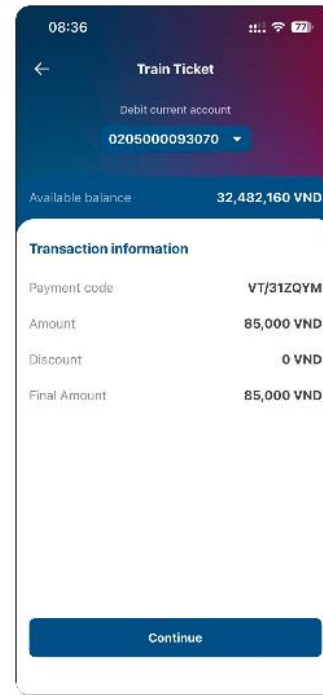 08:36
77
Train Ticket
Debit current account
0205000093070
Available balance 32,482,160 VND
Transaction information
Payment code VT/31ZQYM
Amount 85,000 VND
Discount 0 VND
Final Amount 85,000 VND
Continue